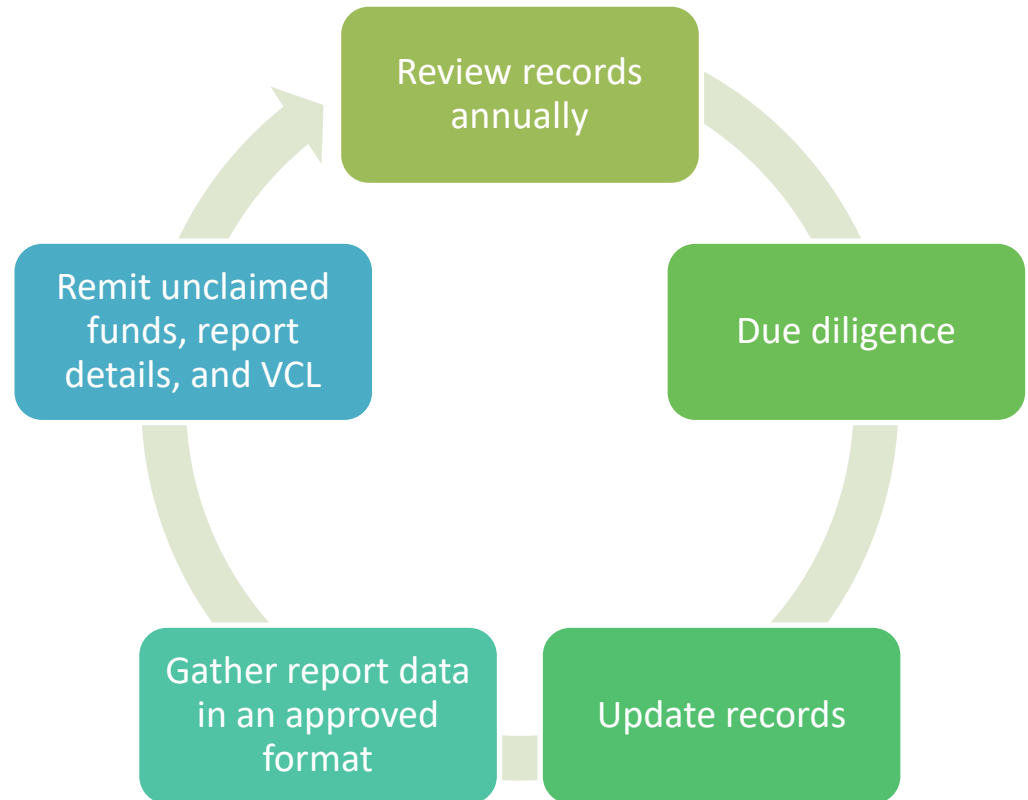 Review records
annually
Due diligence
Update records
Gather report data
in an approved
format
Remit unclaimed
funds, report
details, and VCL